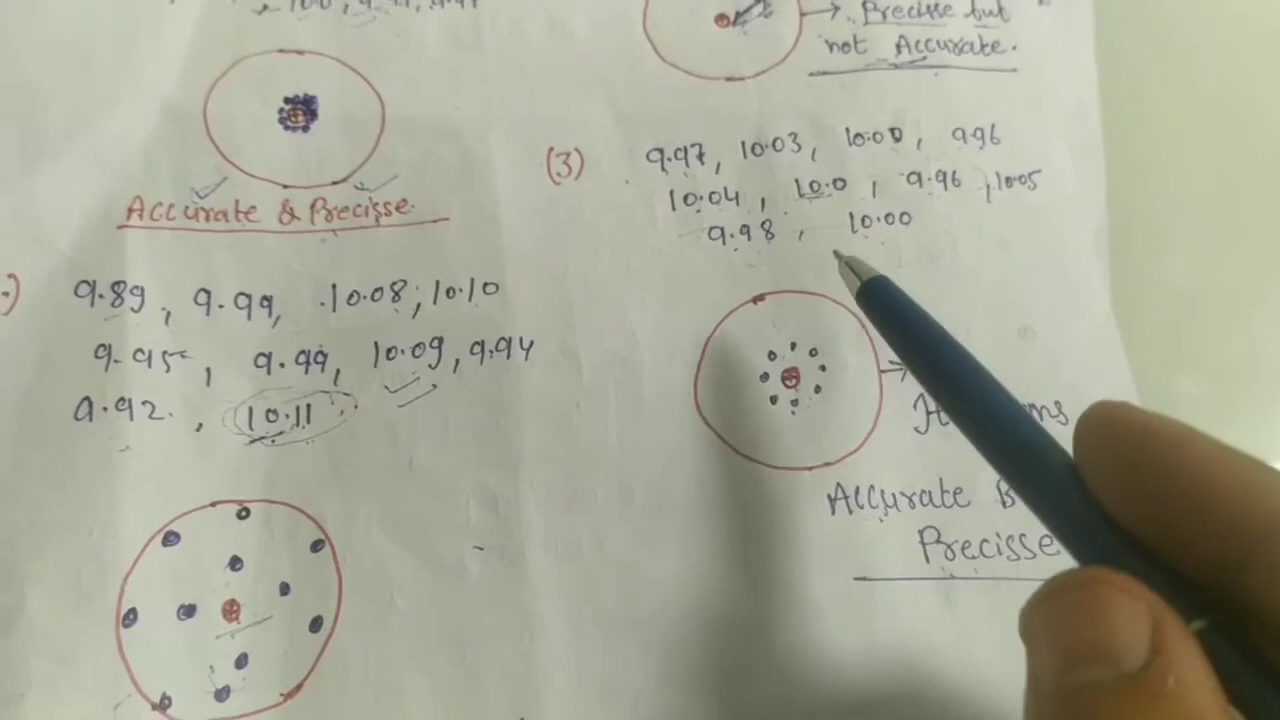 Precisse but
not Accurate.
Accurate & Precisse.
9.89, 9.99, 10.08, 10.10
9.95, 9.99, 10.09, 9.94
9.92, 10.11
(3) 9.97, 10.03, 10.00, 9.96
10.04, 10.0, 9.96, 10.05
9.98, 10.00
Accurate
Precisse